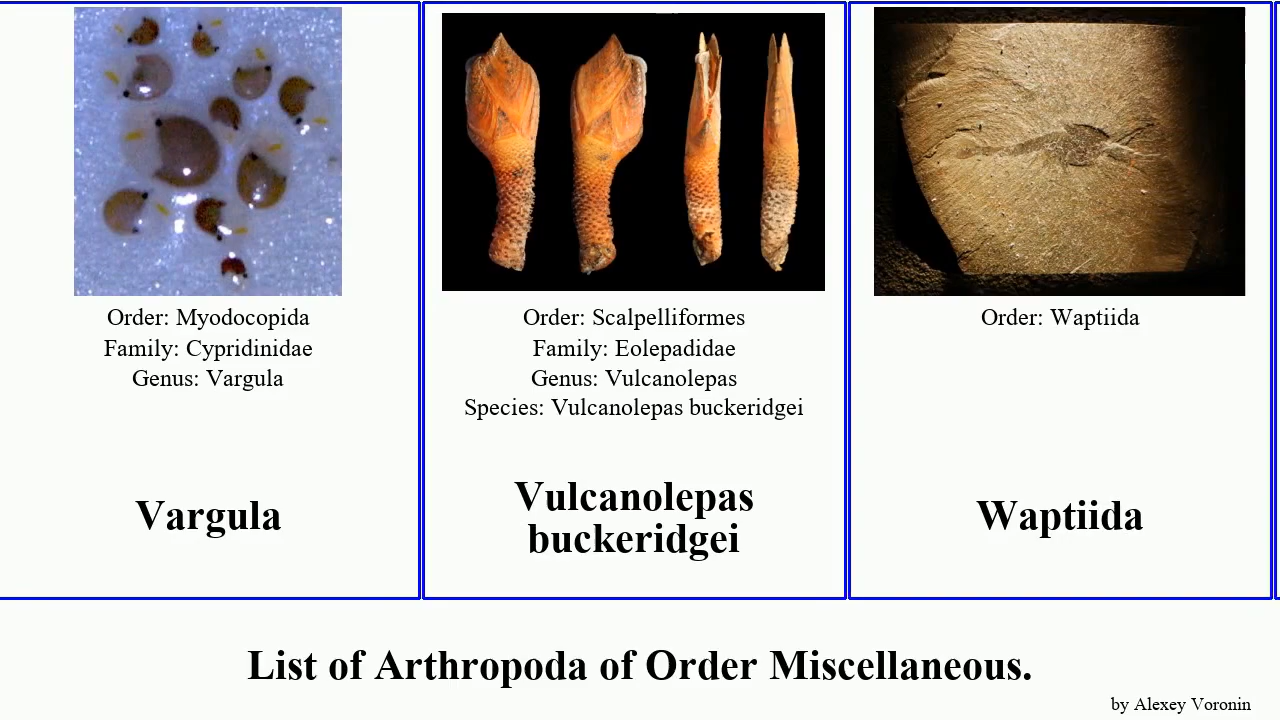 Order: Myodocopida
Family: Cypridinidae
Genus: Vargula
Vargula
Order: Scalpelliformes
Family: Eolepadidae
Genus: Vulcanolepas
Species: Vulcanolepas buckeridgei
Vulcanolepas
buckeridgei
Order: Waptiida
Waptiida
List of Arthropoda of Order Miscellaneous.
by Alexey Voronin